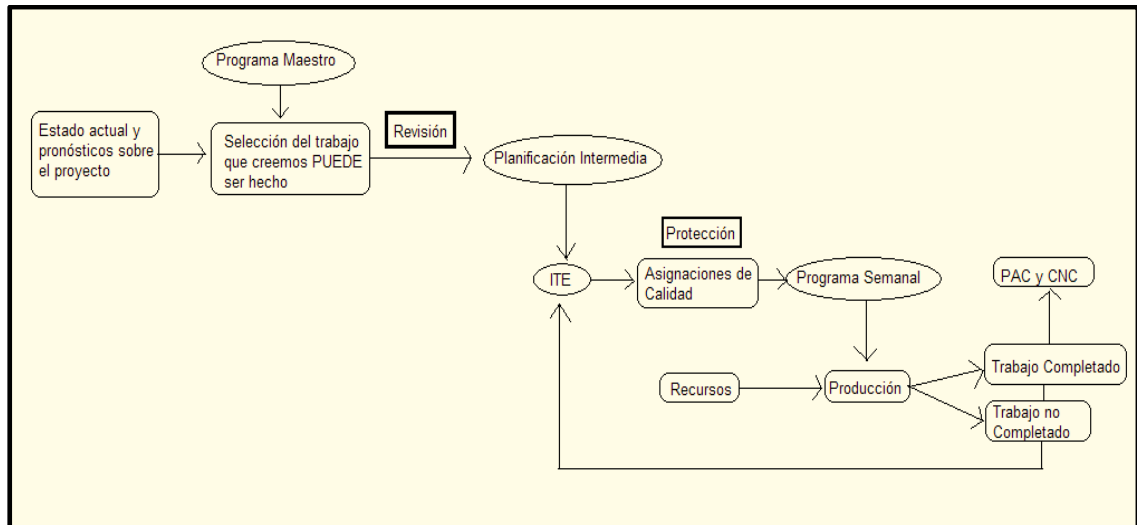 Programa Maestro
Estado actual y
pronósticos sobre
el proyecto
Selección del trabajo
que creemos PUEDE
ser hecho
Revisión
Planificación Intermedia
Protección
ITE
Asignaciones de
Calidad
Programa Semanal
PAC y CNC
Recursos
Producción
Trabajo Completado
Trabajo no
Completado